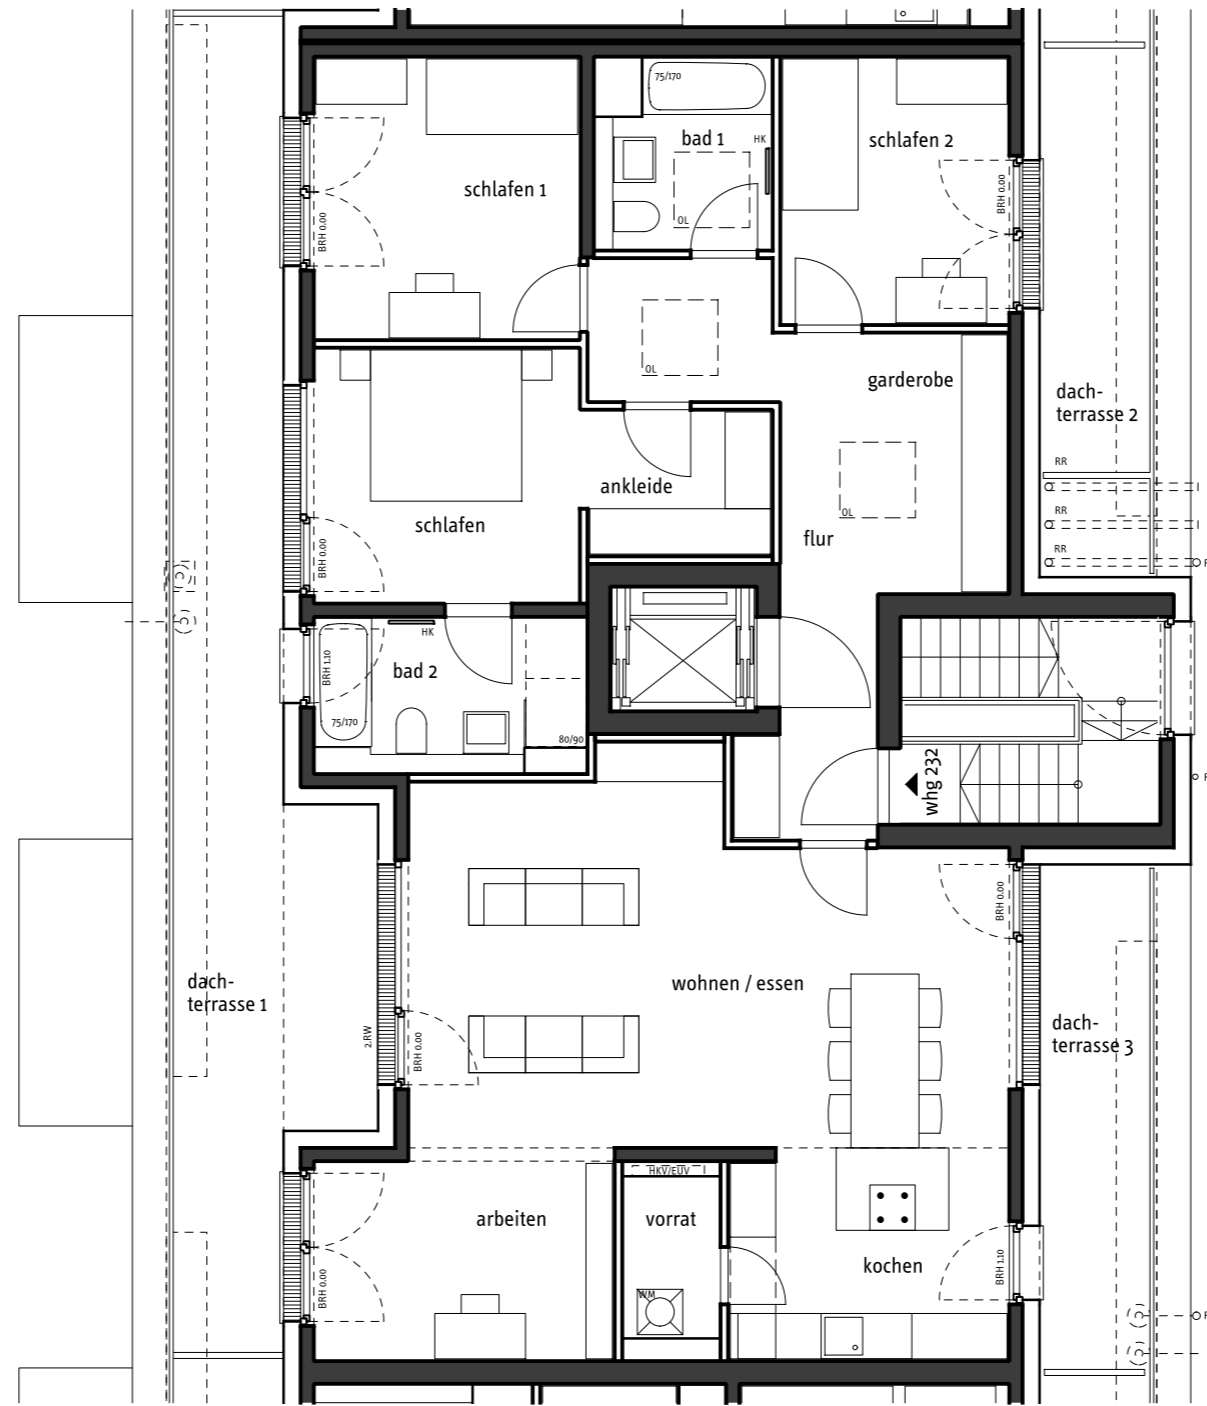 75/170
bad 1
HK
OL
schlafen 2
BRH 0.00
schlafen 1
BRH 0.00
OL
garderobe
dach-
terrasse 2
RR
RR
RR
ankleide
schlafen
BRH 0.00
OL
flur
HK
bad 2
BRH 1.10
75/170
80/90
whg 232
BRH 0.00
wohnen / essen
dach-
terrasse 1
2.RW
BRH 0.00
dach-
terrasse 3
HKV/EUV
arbeiten
vorrat
kochen
BRH 1.10
BRH 0.00
WM